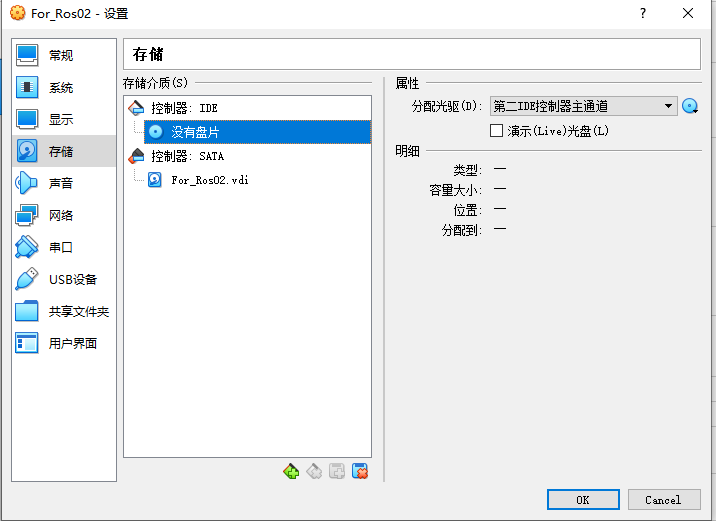 For_Ros02 - 设置
常规
系统
显示
存储
声音
网络
串口
USB设备
共享文件夹
用户界面
存储
存储介质(S)
控制器: IDE
没有盘片
控制器: SATA
For_Ros02.vdi
属性
分配光驱(D): 第二IDE控制器主通道
演示(Live)光盘(L)
明细
类型: —
容量大小: —
位置: —
分配到: —
OK
Cancel